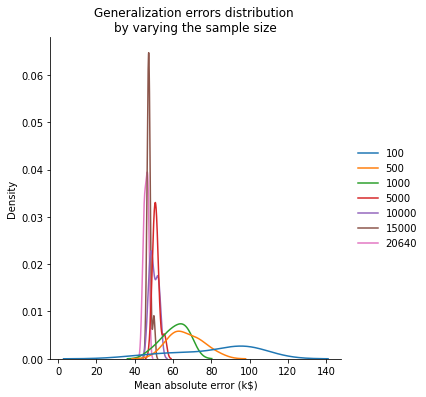 Generalization errors distribution
by varying the sample size
0.06
0.05
0.04
0.03
0.02
0.01
0.00
Density
0 20 40 60 80 100 120 140
Mean absolute error (k$)
100
500
1000
5000
10000
15000
20640